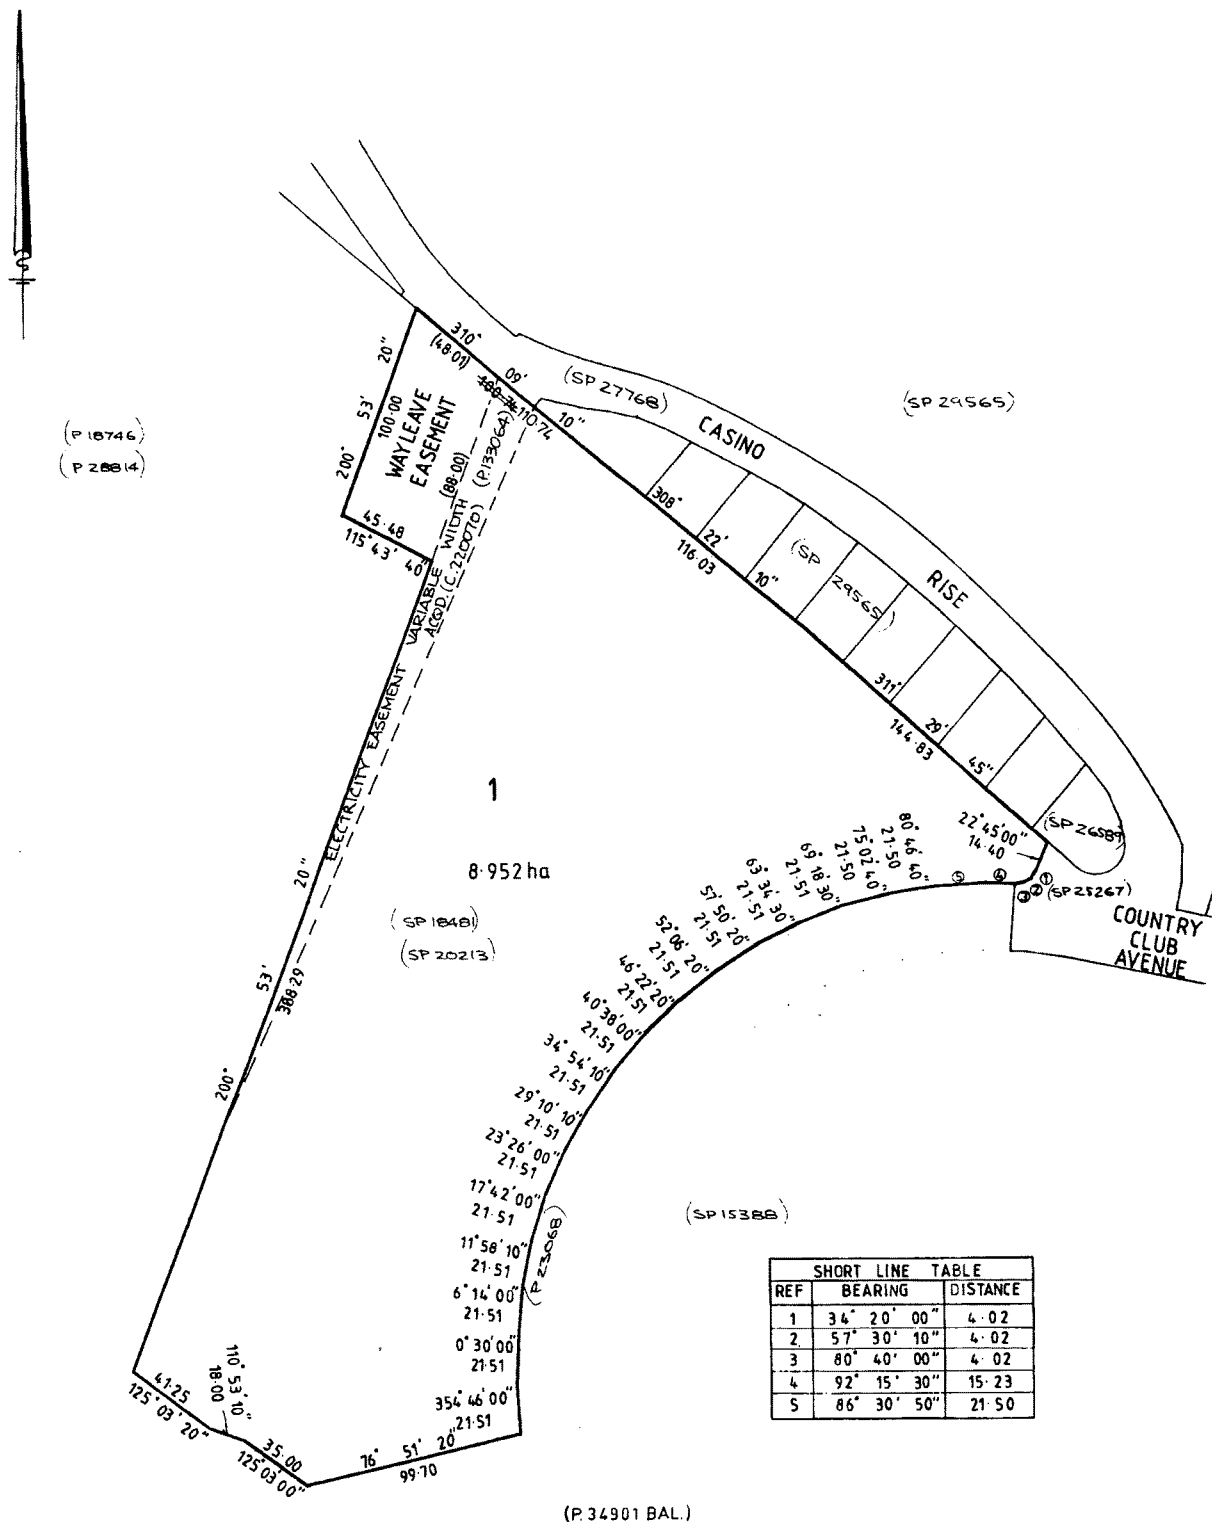 310°
(48·01)
09'
100·74
110·74
10"
(SP 27768)
CASINO
RISE
(SP 29565)
(P 18746)
(P 28814)
200° 53' 20"
100·00
WAYLEAVE
EASEMENT
45·48
115° 43' 40"
(88·00)
(P.133064)
ELECTRICITY EASEMENT VARIABLE WIDTH
ACQD. (C.220070)
308° 22' 10"
116·03
(SP 29565)
311° 29' 45"
144·83
1
8·952ha
(SP 18481)
(SP 20213)
200° 53' 20"
388·29
22° 45' 00"
14·40
(SP 26589)
(SP 25267)
1
2
3
4
5
COUNTRY
CLUB
AVENUE
80° 46' 40"
21·50
75° 02' 40"
21·50
69° 18' 30"
21·51
63° 34' 30"
21·51
57° 50' 20"
21·51
52° 06' 20"
21·51
46° 22' 20"
21·51
40° 38' 00"
21·51
34° 54' 10"
21·51
29° 10' 10"
21·51
23° 26' 00"
21·51
17° 42' 00"
21·51
11° 58' 10"
21·51
6° 14' 00"
21·51
0° 30' 00"
21·51
354° 46' 00"
21·51
(P 23068)
(SP 15388)
41·25
125° 03' 20"
110° 53' 10"
18·00
35·00
125° 03' 00"
76° 51' 20"
99·70
SHORT LINE TABLE
REF BEARING DISTANCE
1 34° 20' 00" 4·02
2 57° 30' 10" 4·02
3 80° 40' 00" 4·02
4 92° 15' 30" 15·23
5 86° 30' 50" 21·50
(P. 34901 BAL.)